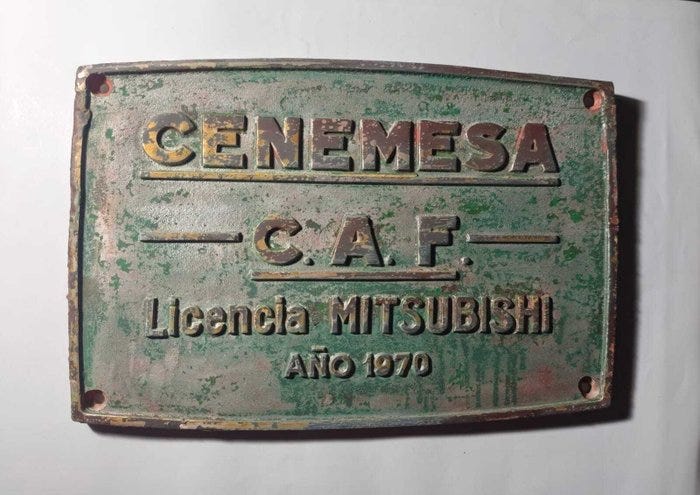 CENEMESA
C. A. F.
Licencia MITSUBISHI
AÑO 1970